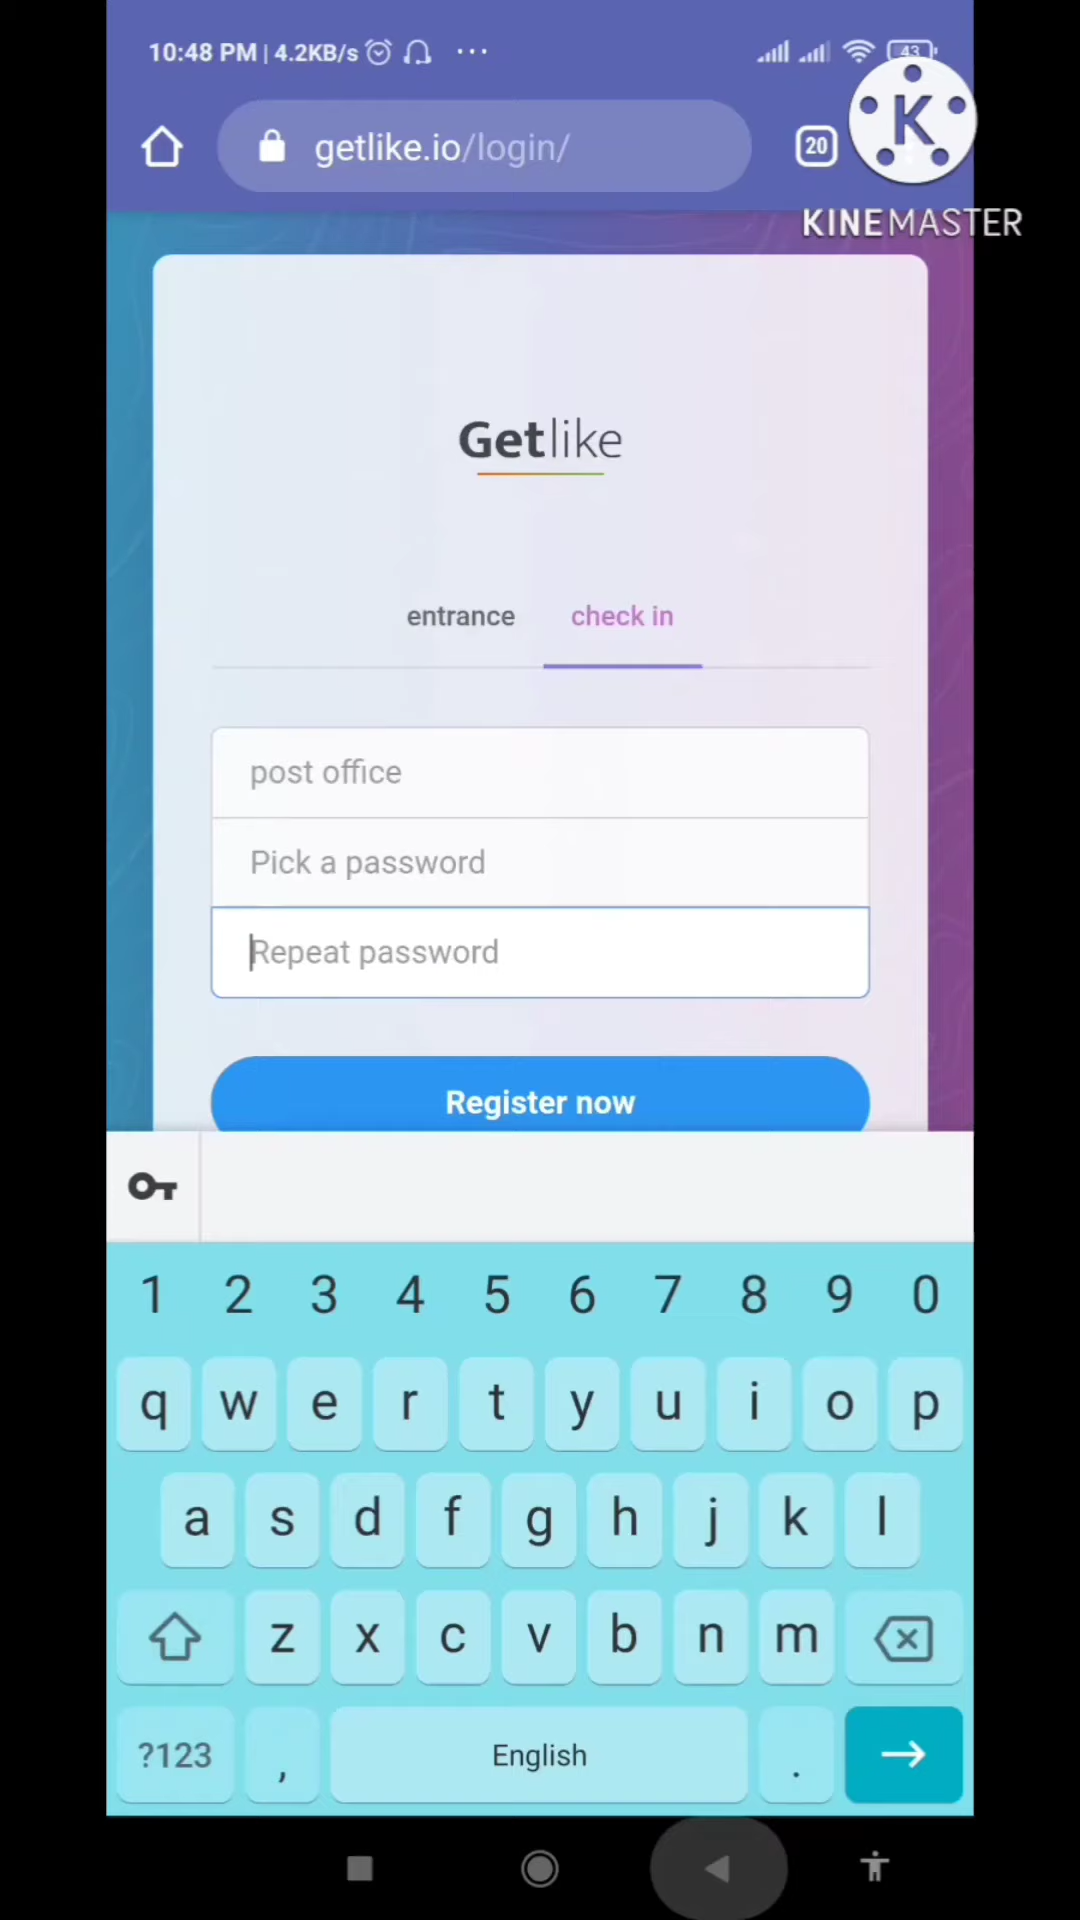 10:48 PM | 4.2KB/s ...
43
getlike.io/login/
20
K
KINEMASTER
Getlike
entrance check in
post office
Pick a password
Repeat password
Register now
1 2 3 4 5 6 7 8 9 0
q w e r t y u i o p
a s d f g h j k l
z x c v b n m
?123 , English .